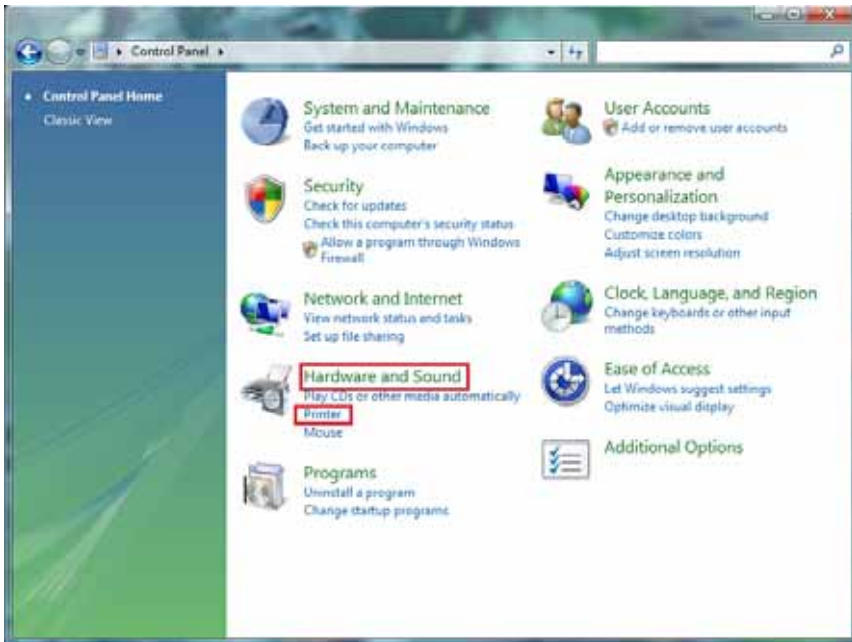 Control Panel
Control Panel Home
Classic View
System and Maintenance
Get started with Windows
Back up your computer
Security
Check for updates
Check this computer's security status
Allow a program through Windows
Firewall
Network and Internet
View network status and tasks
Set up file sharing
Hardware and Sound
Play CDs or other media automatically
Printer
Mouse
Programs
Uninstall a program
Change startup programs
User Accounts
Add or remove user accounts
Appearance and
Personalization
Change desktop background
Customize colors
Adjust screen resolution
Clock, Language, and Region
Change keyboards or other input
methods
Ease of Access
Let Windows suggest settings
Optimize visual display
Additional Options